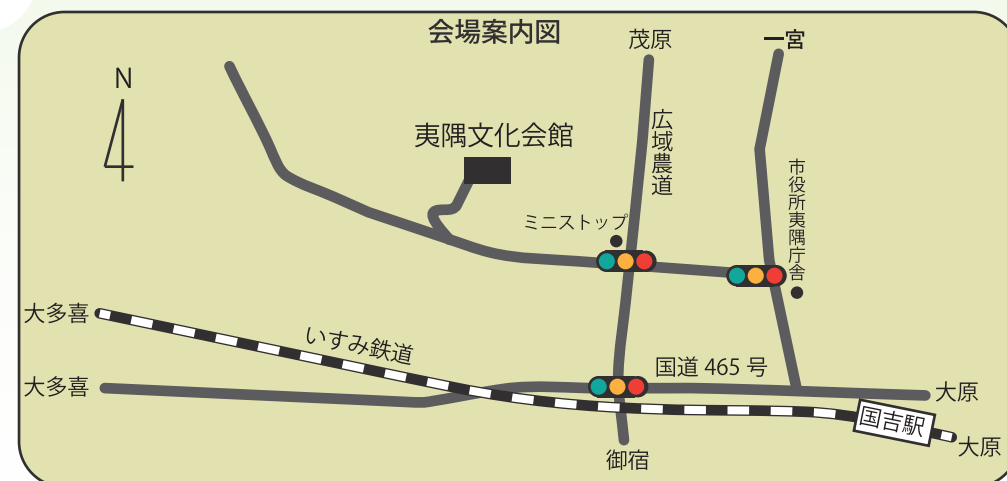 会場案内図
N
茂原
一宮
夷隅文化会館
広域農道
市役所夷隅庁舎
ミニストップ
大多喜
いすみ鉄道
国道 465 号
大多喜
大原
国吉駅
大原
御宿